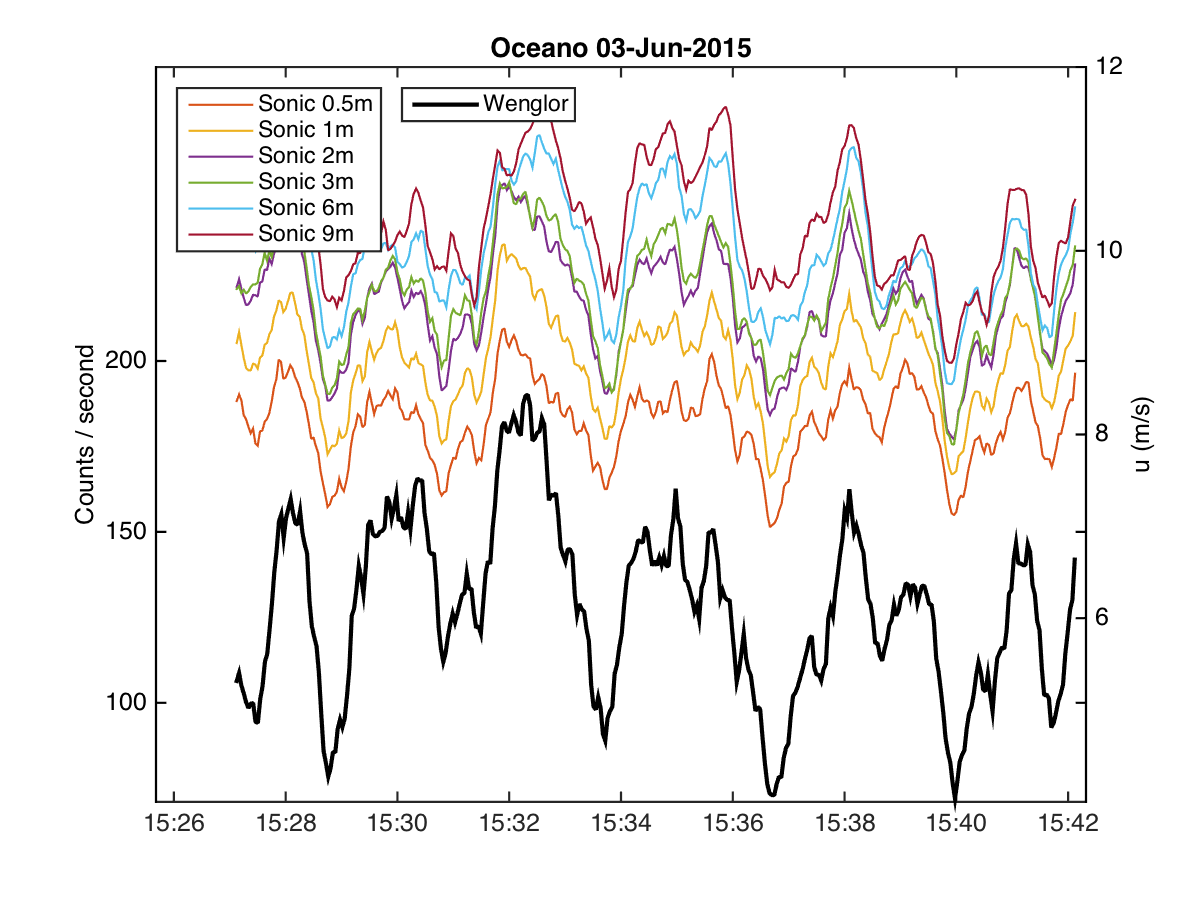 Oceano 03-Jun-2015
Sonic 0.5m
Sonic 1m
Sonic 2m
Sonic 3m
Sonic 6m
Sonic 9m
Wenglor
Counts / second
200
150
100
12
10
8
6
u (m/s)
15:26 15:28 15:30 15:32 15:34 15:36 15:38 15:40 15:42